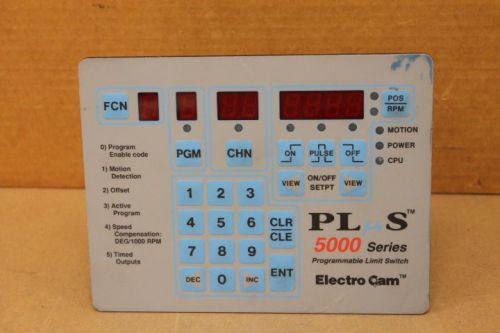 FCN
POS
RPM
MOTION
POWER
CPU
PGM
CHN
ON
PULSE
OFF
VIEW
ON/OFF
SETPT
VIEW
0) Program
Enable code
1) Motion
Detection
2) Offset
3) Active
Program
4) Speed
Compensation:
DEG/1000 RPM
5) Timed
Outputs
1 2 3
4 5 6
7 8 9
DEC 0 INC
CLR
CLE
ENT
PL S™
5000 Series
Programmable Limit Switch
Electro Cam™